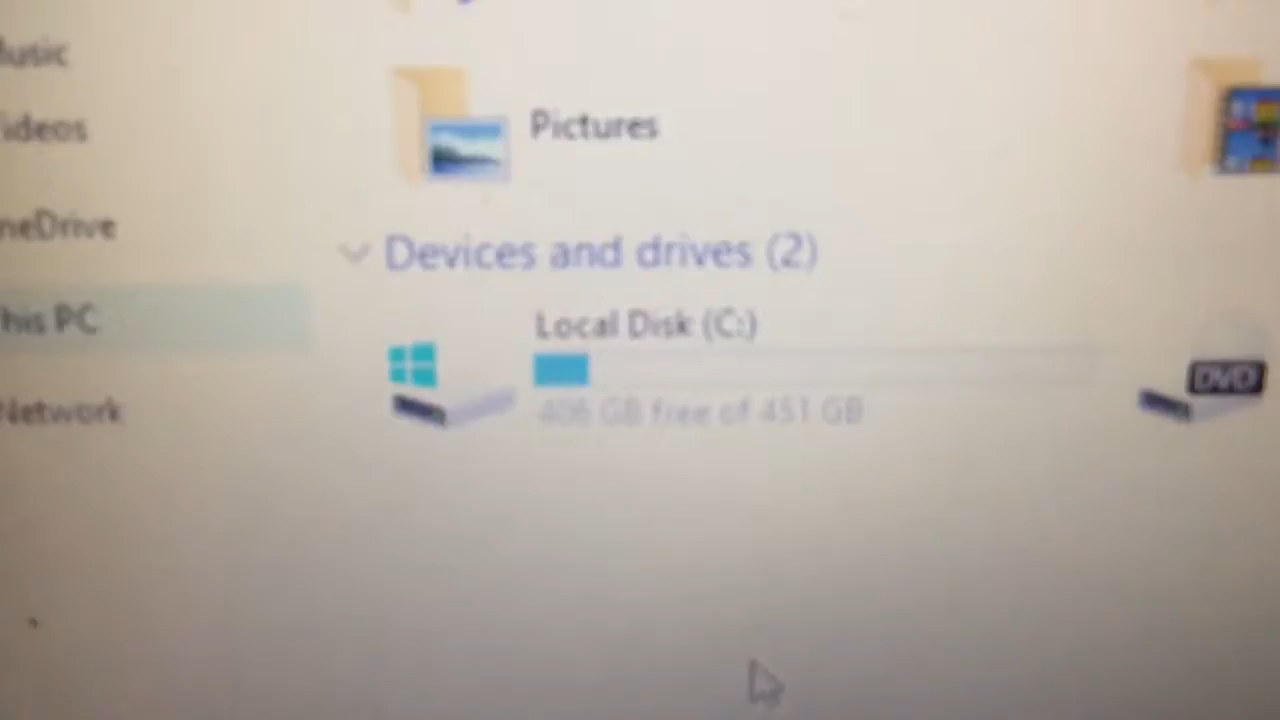 Music
Videos
Pictures
OneDrive
Devices and drives (2)
This PC
Local Disk (C:)
DVD
406 GB free of 451 GB
Network